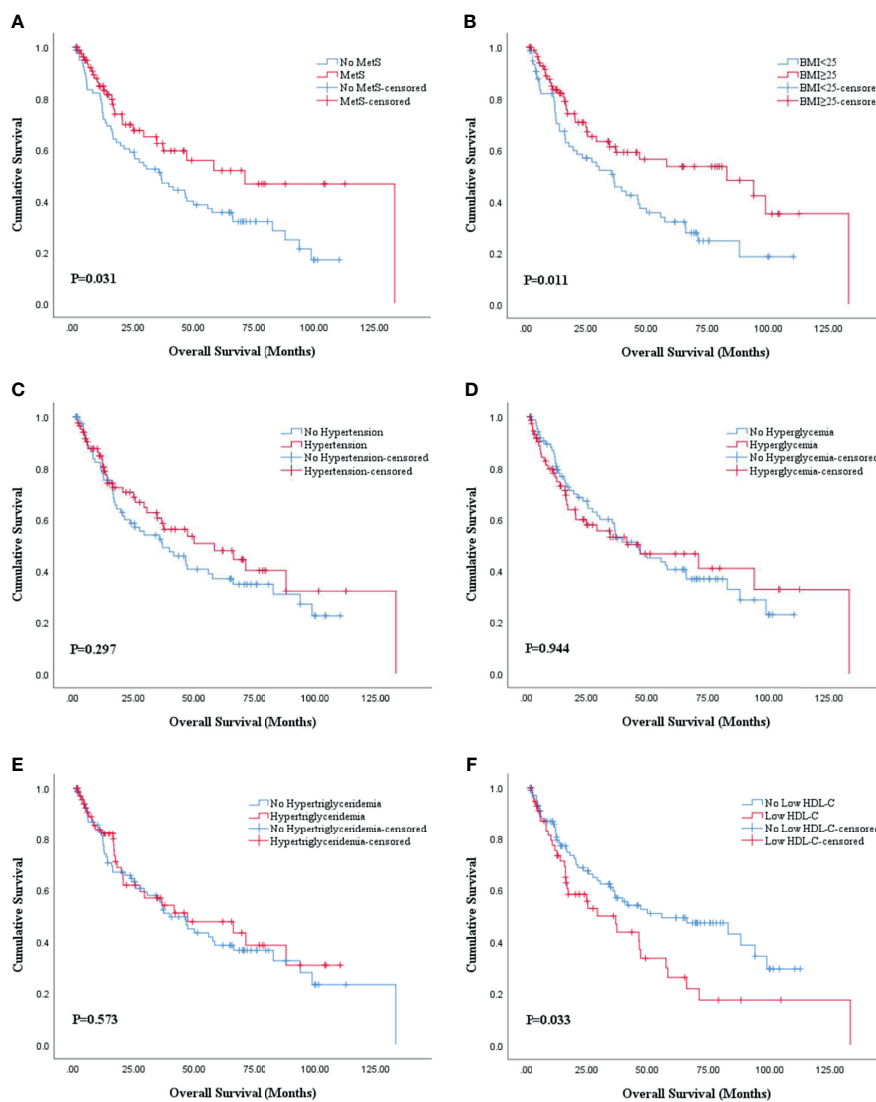 A
No MetS
MetS
No MetS-censored
MetS-censored
1.0
0.8
0.6
0.4
0.2
0.0
Cumulative Survival
P=0.031
.00 25.00 50.00 75.00 100.00 125.00
Overall Survival (Months)
B
BMI<25
BMI≥25
BMI<25-censore
BMI≥25-censore
1.0
0.8
0.6
0.4
0.2
0.0
Cumulative Survival
P=0.011
.00 25.00 50.00 75.00 100.00 125.00
Overall Survival (Months)
C
No Hypertension
Hypertension
No Hypertension-censored
Hypertension-censored
1.0
0.8
0.6
0.4
0.2
0.0
Cumulative Survival
P=0.297
.00 25.00 50.00 75.00 100.00 125.00
Overall Survival (Months)
D
No Hyperglycemia
Hyperglycemia
No Hyperglycemia-censored
Hyperglycemia-censored
1.0
0.8
0.6
0.4
0.2
0.0
Cumulative Survival
P=0.944
.00 25.00 50.00 75.00 100.00 125.00
Overall Survival (Months)
E
No Hypertriglyceridemia
Hypertriglyceridemia
No Hypertriglyceridemia-censored
Hypertriglyceridemia-censored
1.0
0.8
0.6
0.4
0.2
0.0
Cumulative Survival
P=0.573
.00 25.00 50.00 75.00 100.00 125.00
Overall Survival (Months)
F
No Low HDL-C
Low HDL-C
No Low HDL-C-censored
Low HDL-C-censored
1.0
0.8
0.6
0.4
0.2
0.0
Cumulative Survival
P=0.033
.00 25.00 50.00 75.00 100.00 125.00
Overall Survival (Months)